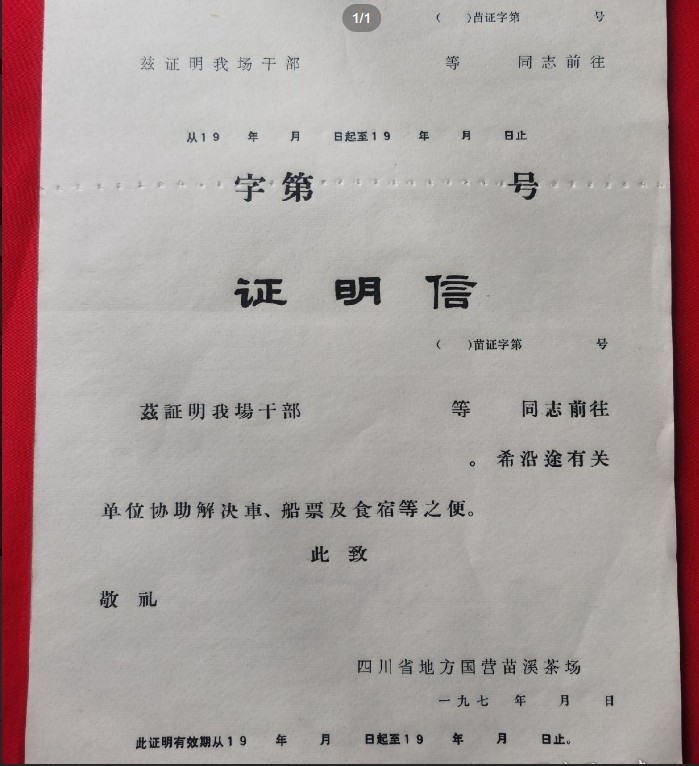 1/1
（　）苗证字第　　　号
兹证明我场干部　　　等　　同志前往
从19　年　月　日起至19　年　月　日止
字第　　　号
证明信
（　）苗证字第　　　号
茲証明我場干部　　　等　　同志前往
。希沿途有关
单位协助解决車、船票及食宿等之便。
此致
敬礼
四川省地方国营苗溪茶场
一九七　年　月　日
此证明有效期从19　年　月　日起至19　年　月　日止。